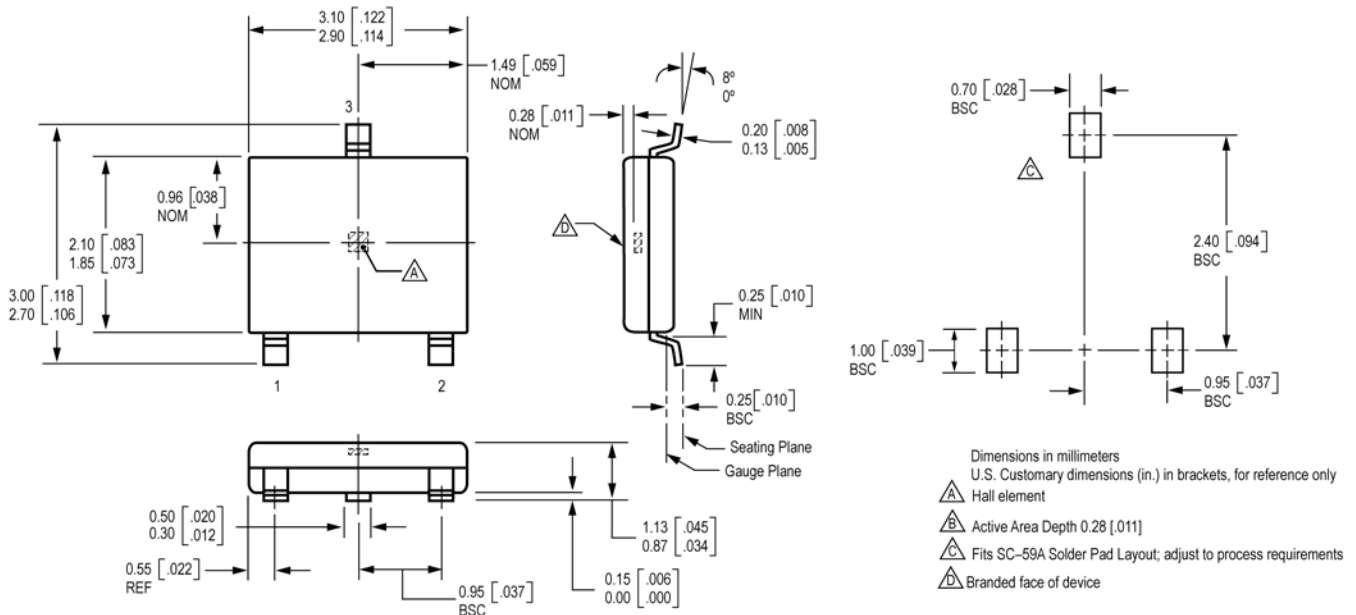 3.10 [.122]
2.90 [.114]
1.49 [.059]
NOM
3
8º
0º
0.28 [.011]
NOM
0.20 [.008]
0.13 [.005]
0.96 [.038]
NOM
D
2.10 [.083]
1.85 [.073]
A
3.00 [.118]
2.70 [.106]
0.25 [.010]
MIN
1
2
0.25 [.010]
BSC
Seating Plane
Gauge Plane
0.50 [.020]
0.30 [.012]
1.13 [.045]
0.87 [.034]
0.55 [.022]
REF
0.95 [.037]
BSC
0.15 [.006]
0.00 [.000]
0.70 [.028]
BSC
C
2.40 [.094]
BSC
1.00 [.039]
BSC
0.95 [.037]
BSC
Dimensions in millimeters
U.S. Customary dimensions (in.) in brackets, for reference only
A Hall element
B Active Area Depth 0.28 [.011]
C Fits SC–59A Solder Pad Layout; adjust to process requirements
D Branded face of device